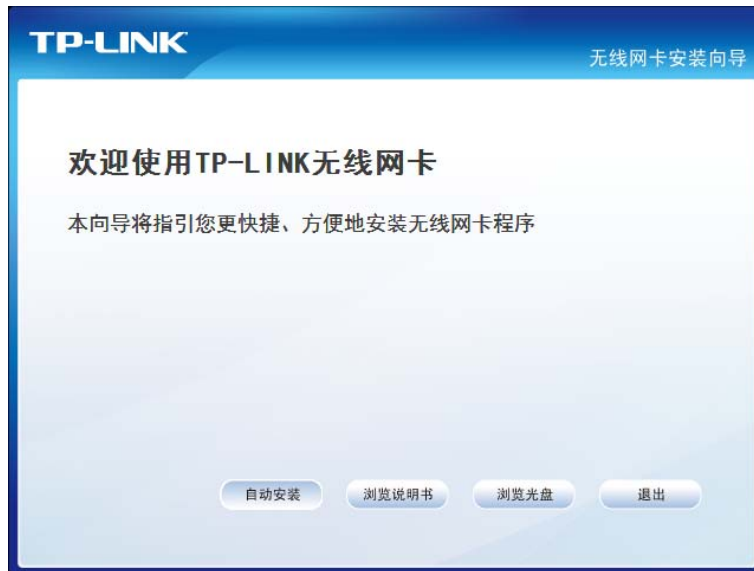 TP-LINK
无线网卡安装向导
欢迎使用TP-LINK无线网卡
本向导将指引您更快捷、方便地安装无线网卡程序
自动安装 浏览说明书 浏览光盘 退出